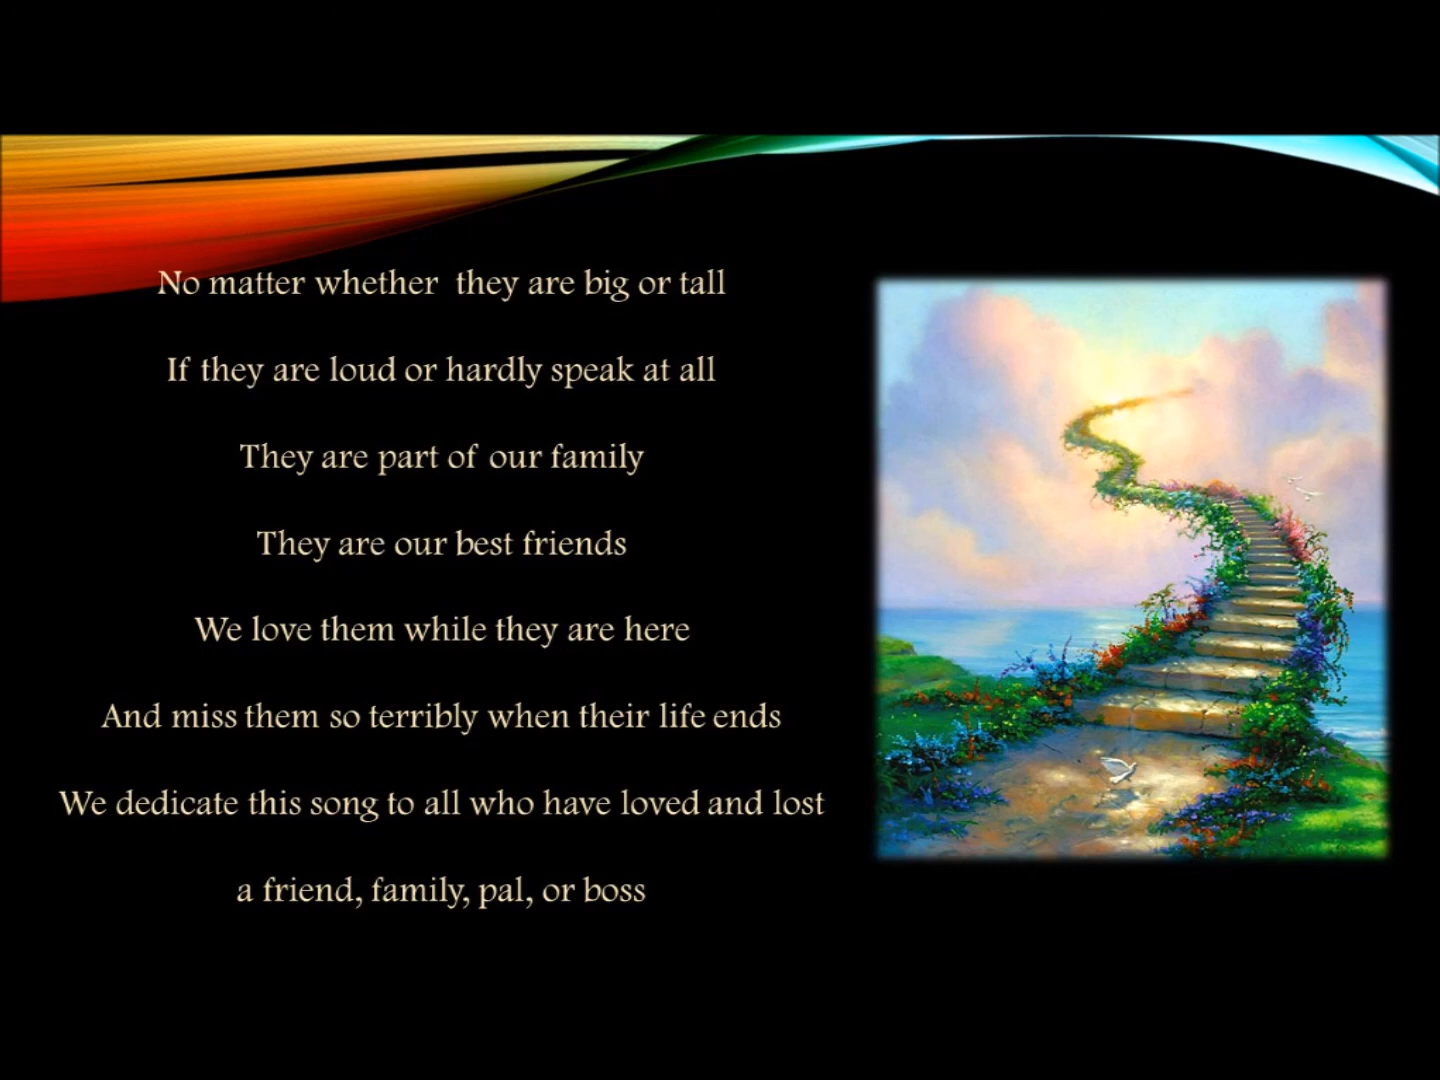 No matter whether  they are big or tall
If they are loud or hardly speak at all
They are part of our family
They are our best friends
We love them while they are here
And miss them so terribly when their life ends
We dedicate this song to all who have loved and lost
a friend, family, pal, or boss